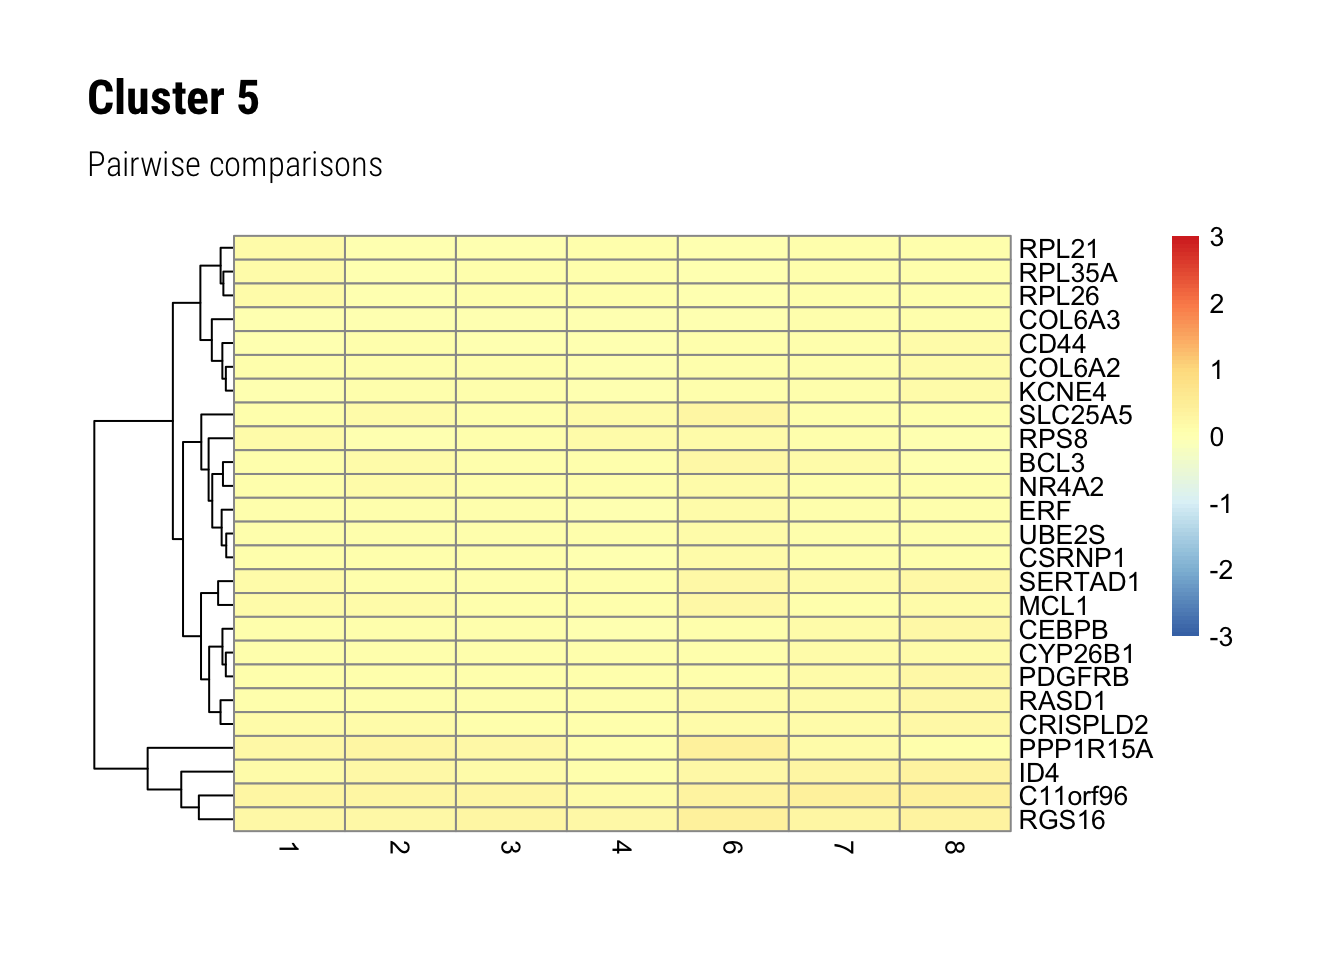 Cluster 5
Pairwise comparisons
RPL21
RPL35A
RPL26
COL6A3
CD44
COL6A2
KCNE4
SLC25A5
RPS8
BCL3
NR4A2
ERF
UBE2S
CSRNP1
SERTAD1
MCL1
CEBPB
CYP26B1
PDGFRB
RASD1
CRISPLD2
PPP1R15A
ID4
C11orf96
RGS16
3
2
1
0
-1
-2
-3
1
2
3
4
6
7
8